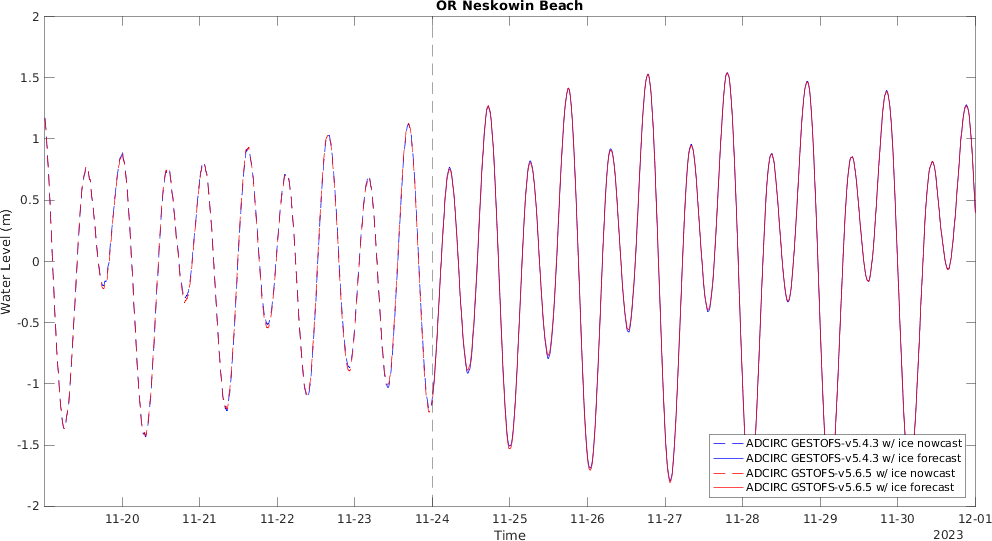 OR Neskowin Beach
2
1.5
1
0.5
0
-0.5
-1
-1.5
-2
Water Level (m)
ADCIRC GESTOFS-v5.4.3 w/ ice nowcast
ADCIRC GESTOFS-v5.4.3 w/ ice forecast
ADCIRC GSTOFS-v5.6.5 w/ ice nowcast
ADCIRC GSTOFS-v5.6.5 w/ ice forecast
11-20 11-21 11-22 11-23 11-24 11-25 11-26 11-27 11-28 11-29 11-30 12-01
Time
2023